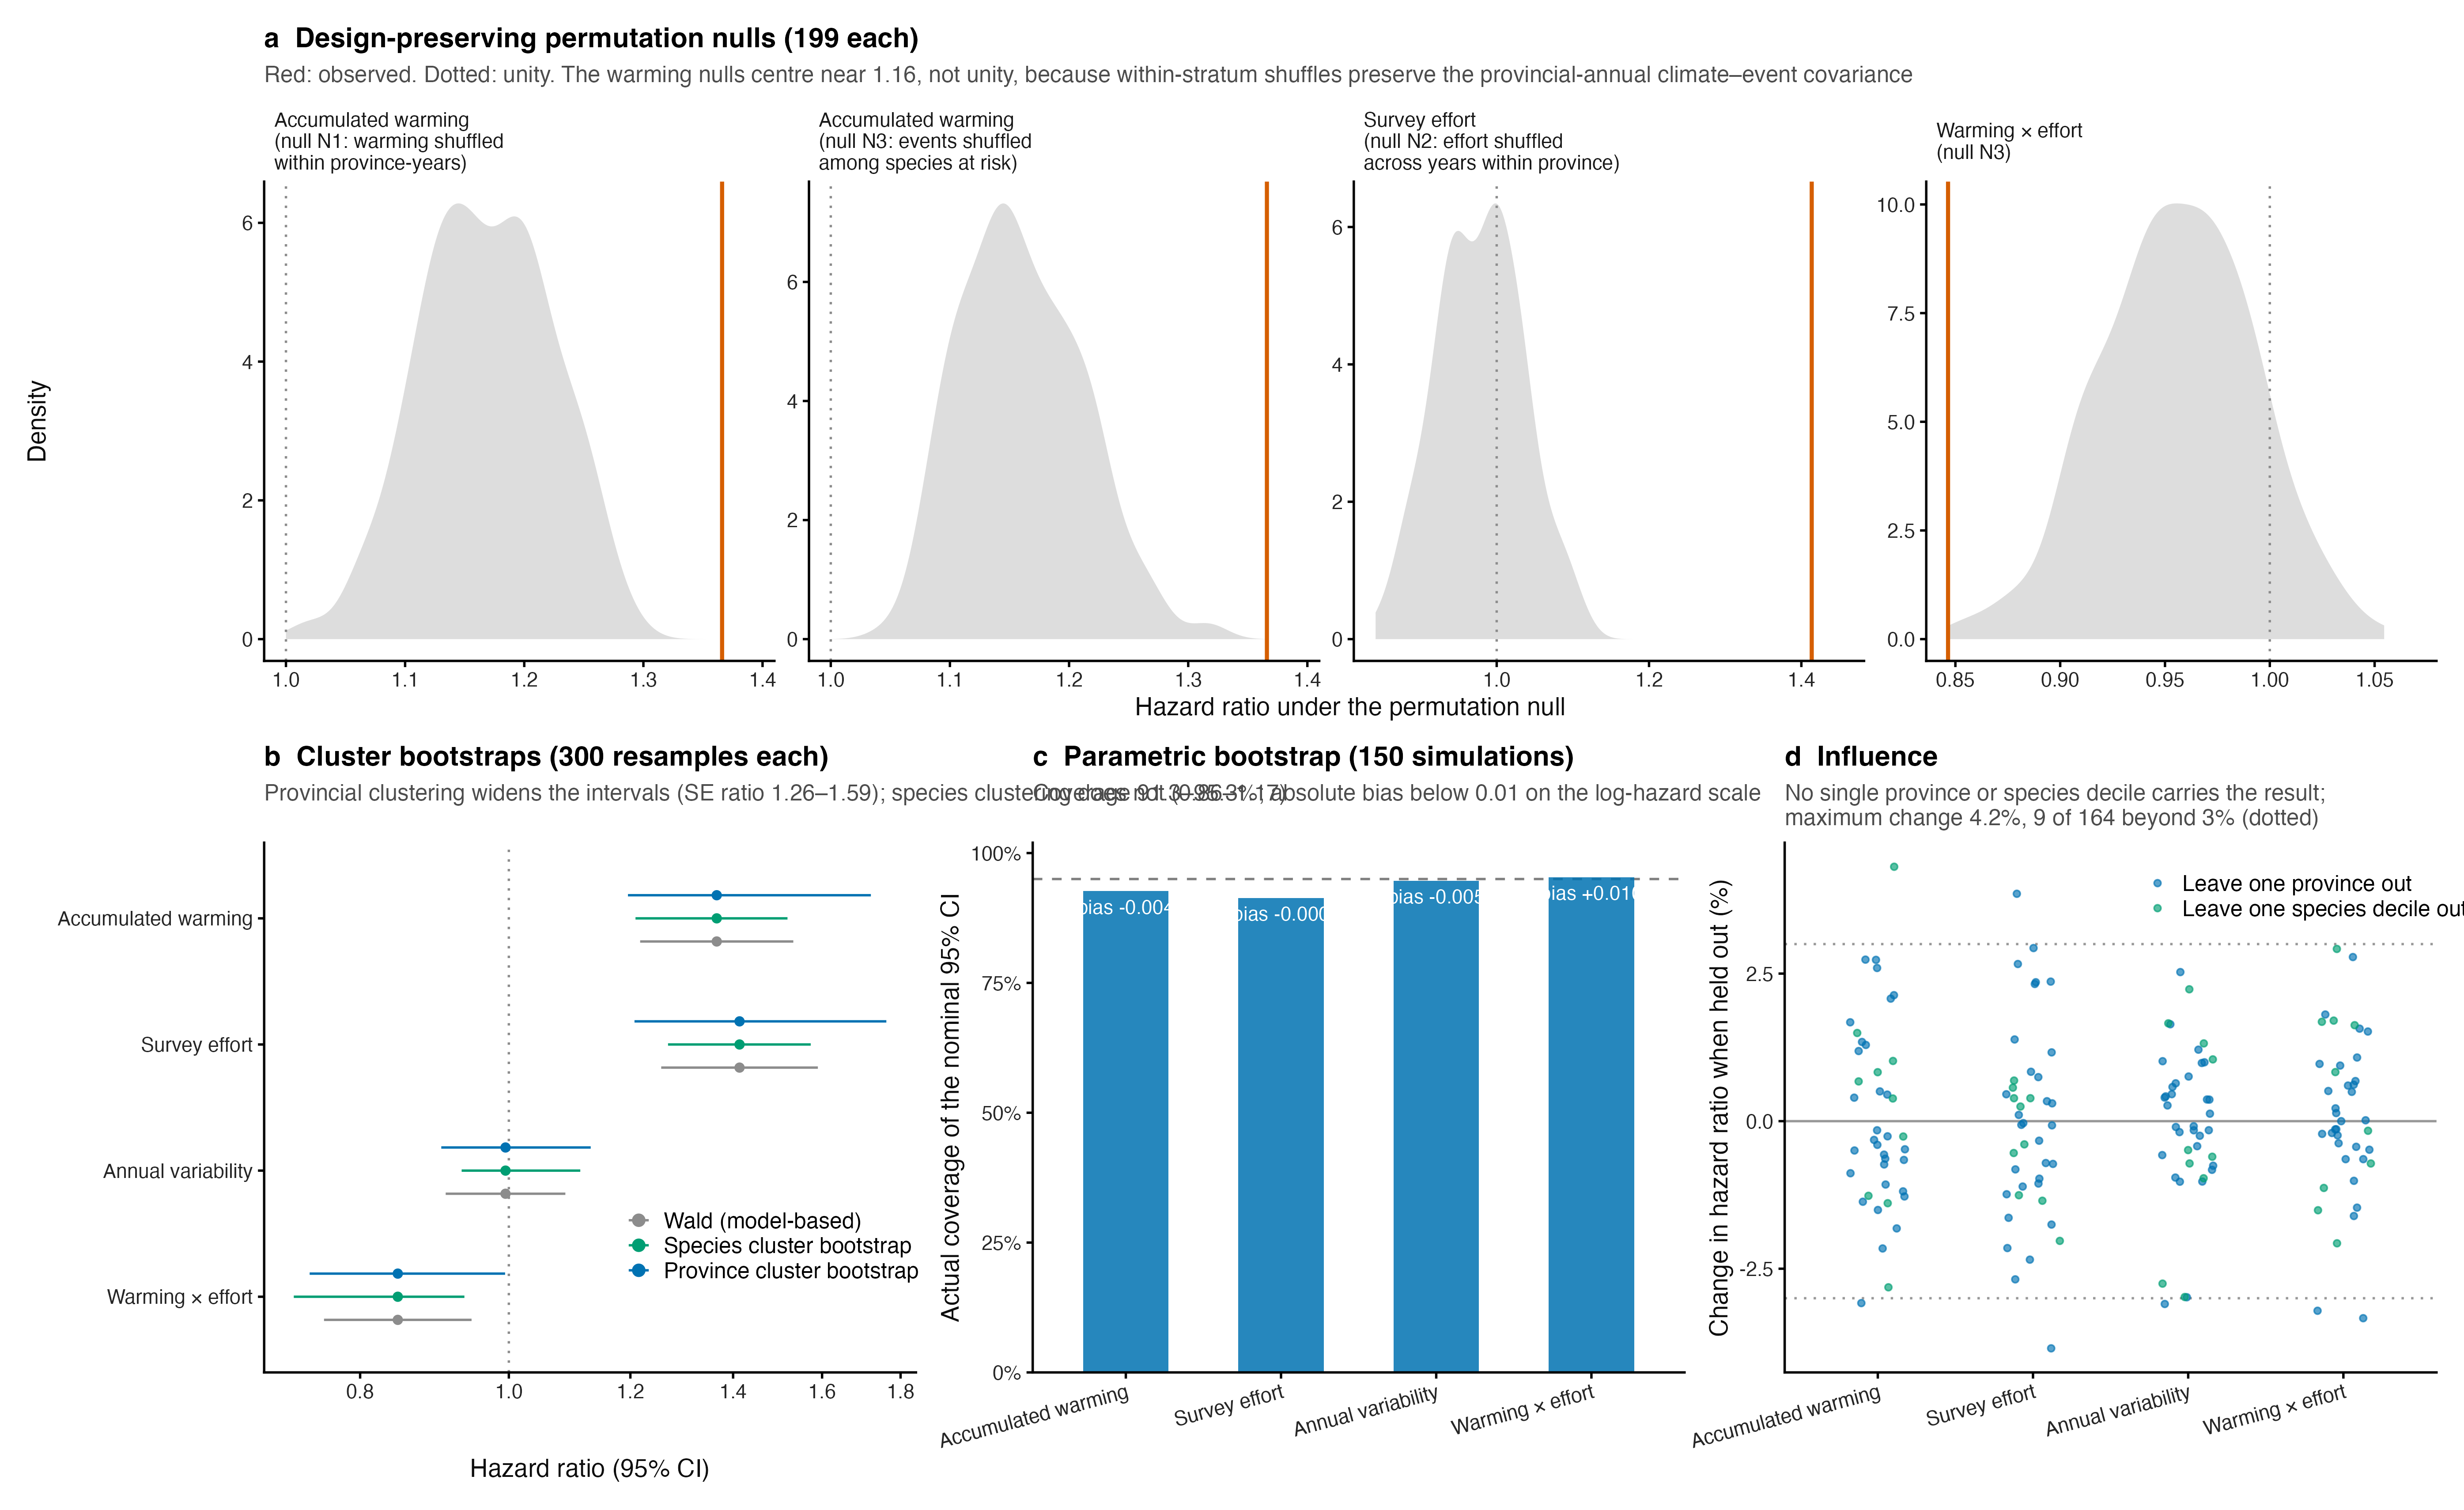 a Design-preserving permutation nulls (199 each)
Red: observed. Dotted: unity. The warming nulls centre near 1.16, not unity, because within-stratum shuffles preserve the provincial-annual climate–event covariance
Accumulated warming
(null N1: warming shuffled
within province-years)
Accumulated warming
(null N3: events shuffled
among species at risk)
Survey effort
(null N2: effort shuffled
across years within province)
Warming × effort
(null N3)
Density
6
4
2
0
1.0 1.1 1.2 1.3 1.4
6
4
2
0
1.0 1.1 1.2 1.3 1.4
6
4
2
0
1.0 1.2 1.4
10.0
7.5
5.0
2.5
0.0
0.85 0.90 0.95 1.00 1.05
Hazard ratio under the permutation null
b Cluster bootstraps (300 resamples each)
Provincial clustering widens the intervals (SE ratio 1.26–1.59); species clustering does not
Accumulated warming
Survey effort
Annual variability
Warming × effort
Wald (model-based)
Species cluster bootstrap
Province cluster bootstrap
0.8 1.0 1.2 1.4 1.6 1.8
Hazard ratio (95% CI)
c Parametric bootstrap (150 simulations)
absolute bias below 0.01 on the log-hazard scale
Actual coverage of the nominal 95% CI
100%
75%
50%
25%
0%
bias -0.004
bias -0.000
bias -0.005
bias +0.010
Accumulated warming
Survey effort
Annual variability
Warming × effort
d Influence
No single province or species decile carries the result;
maximum change 4.2%, 9 of 164 beyond 3% (dotted)
Change in hazard ratio when held out (%)
2.5
0.0
-2.5
Leave one province out
Leave one species decile out
Accumulated warming
Survey effort
Annual variability
Warming × effort